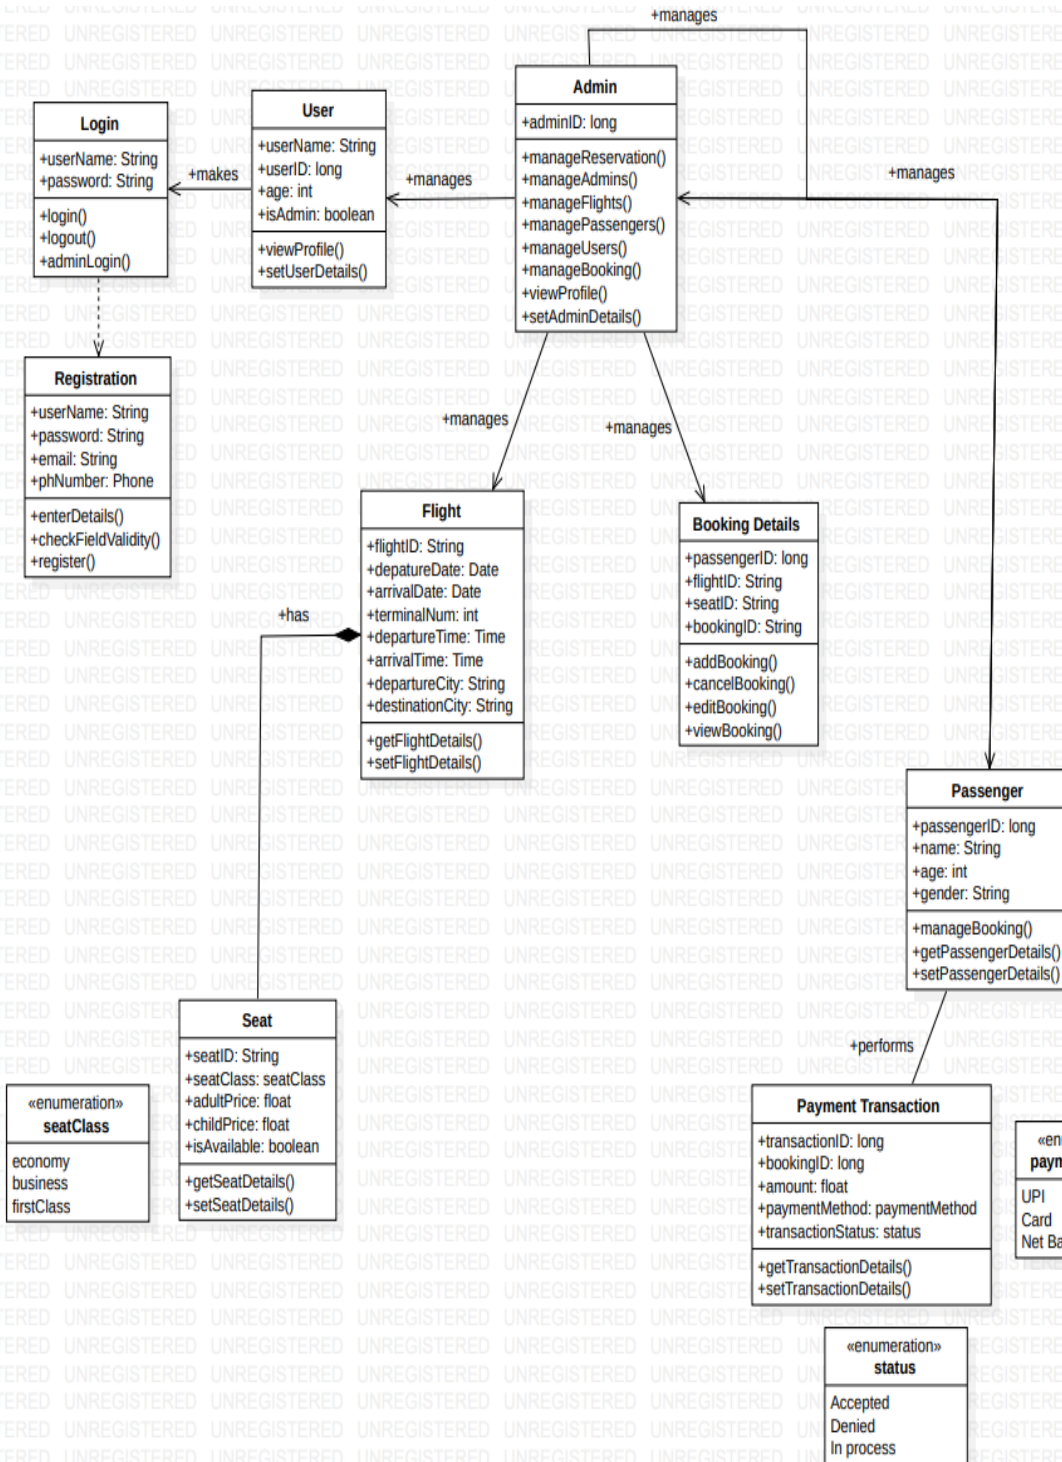 +manages
Admin
+adminID: long
+manageReservation()
+manageAdmins()
+manageFlights()
+managePassengers()
+manageUsers()
+manageBooking()
+viewProfile()
+setAdminDetails()
+manages
User
+userName: String
+userID: long
+age: int
+isAdmin: boolean
+viewProfile()
+setUserDetails()
+manages
Login
+userName: String
+password: String
+login()
+logout()
+adminLogin()
+makes
Registration
+userName: String
+password: String
+email: String
+phNumber: Phone
+enterDetails()
+checkFieldValidity()
+register()
+manages
+manages
Flight
+flightID: String
+depatureDate: Date
+arrivalDate: Date
+terminalNum: int
+departureTime: Time
+arrivalTime: Time
+departureCity: String
+destinationCity: String
+getFlightDetails()
+setFlightDetails()
Booking Details
+passengerID: long
+flightID: String
+seatID: String
+bookingID: String
+addBooking()
+cancelBooking()
+editBooking()
+viewBooking()
+has
Passenger
+passengerID: long
+name: String
+age: int
+gender: String
+manageBooking()
+getPassengerDetails()
+setPassengerDetails()
+performs
Seat
+seatID: String
+seatClass: seatClass
+adultPrice: float
+childPrice: float
+isAvailable: boolean
+getSeatDetails()
+setSeatDetails()
«enumeration»
seatClass
economy
business
firstClass
Payment Transaction
+transactionID: long
+bookingID: long
+amount: float
+paymentMethod: paymentMethod
+transactionStatus: status
+getTransactionDetails()
+setTransactionDetails()
UPI
Card
Net
«enumeration»
status
Accepted
Denied
In process
UNREGISTERED